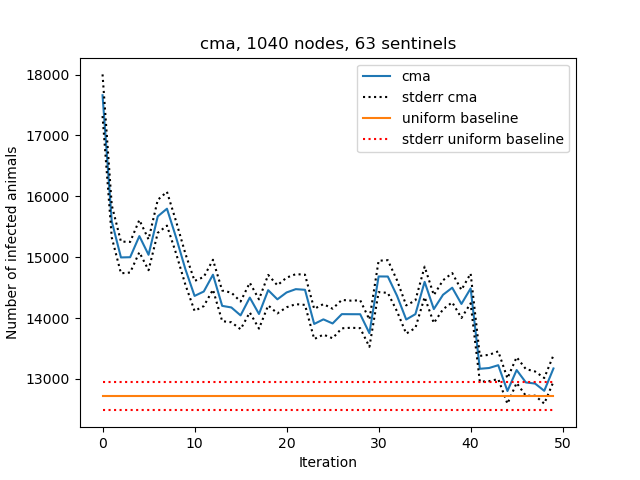 cma, 1040 nodes, 63 sentinels
cma
stderr cma
uniform baseline
stderr uniform baseline
Number of infected animals
18000
17000
16000
15000
14000
13000
0 10 20 30 40 50
Iteration